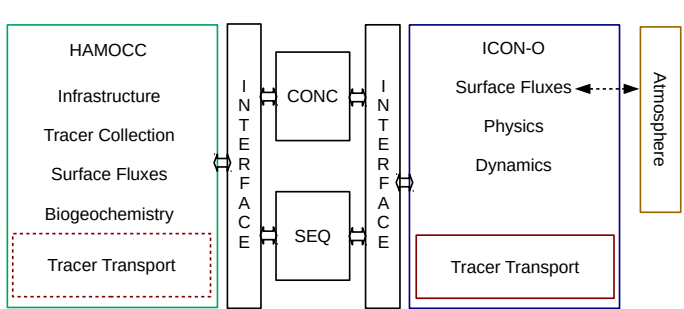 HAMOCC
Infrastructure
Tracer Collection
Surface Fluxes
Biogeochemistry
Tracer Transport
INTERFACE
CONC
SEQ
INTERFACE
ICON-O
Surface Fluxes
Physics
Dynamics
Tracer Transport
Atmosphere